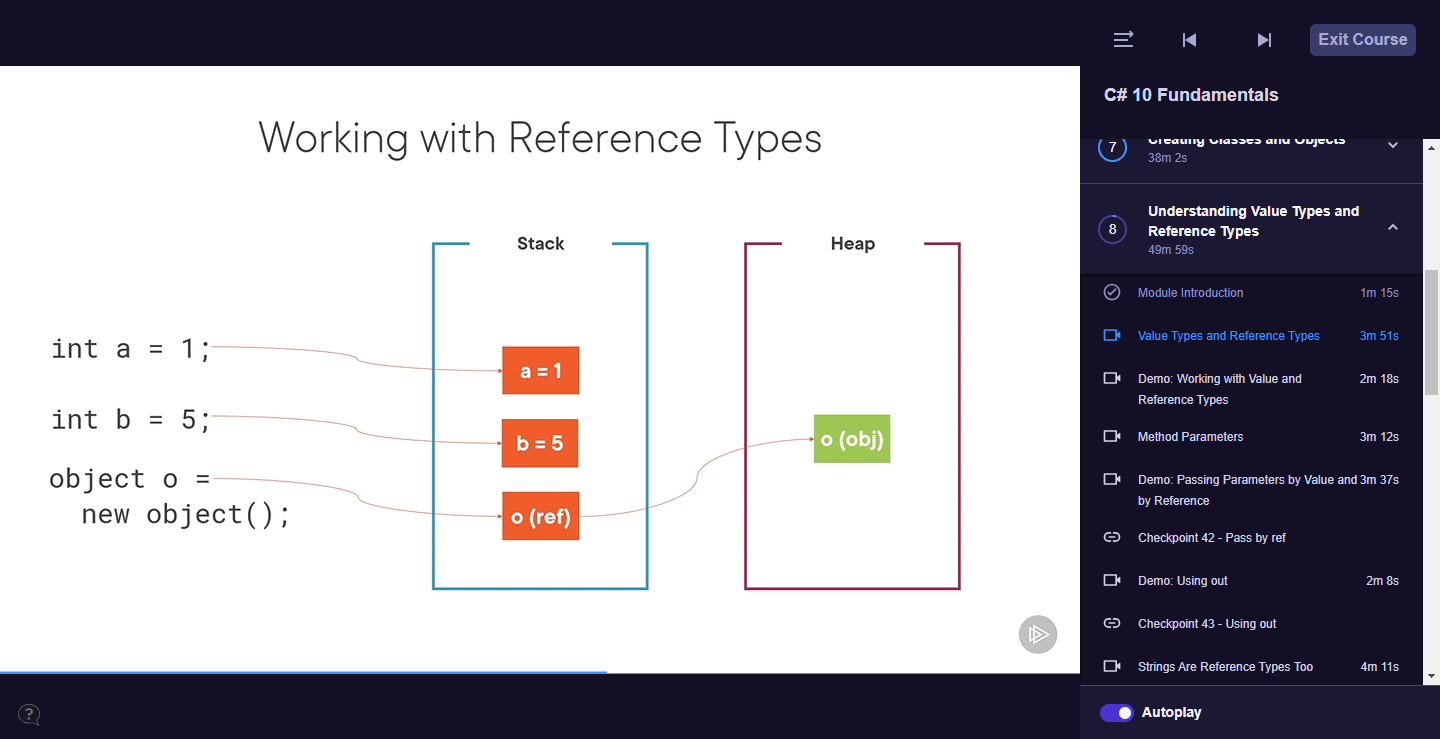 Exit Course
Working with Reference Types
Stack
Heap
int a = 1;
a = 1
int b = 5;
b = 5
o (obj)
object o =
new object();
o (ref)
C# 10 Fundamentals
7
Creating Classes and Objects
38m 2s
8
Understanding Value Types and
Reference Types
49m 59s
Module Introduction 1m 15s
Value Types and Reference Types 3m 51s
Demo: Working with Value and 2m 18s
Reference Types
Method Parameters 3m 12s
Demo: Passing Parameters by Value and 3m 37s
by Reference
Checkpoint 42 - Pass by ref
Demo: Using out 2m 8s
Checkpoint 43 - Using out
Strings Are Reference Types Too 4m 11s
Autoplay
?